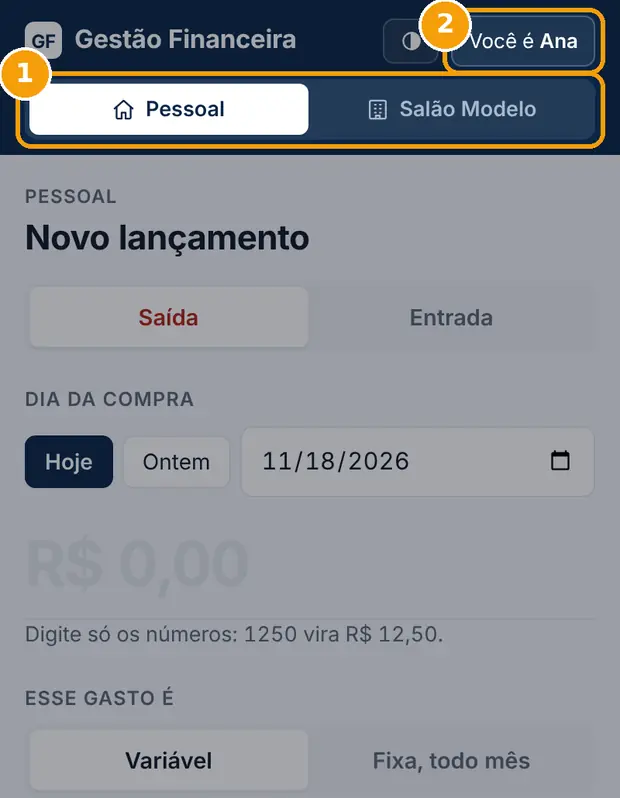 GF Gestão Financeira
2
Você é Ana
1
Pessoal Salão Modelo
PESSOAL
Novo lançamento
Saída Entrada
DIA DA COMPRA
Hoje Ontem 11/18/2026
R$ 0,00
Digite só os números: 1250 vira R$ 12,50.
ESSE GASTO É
Variável Fixa, todo mês